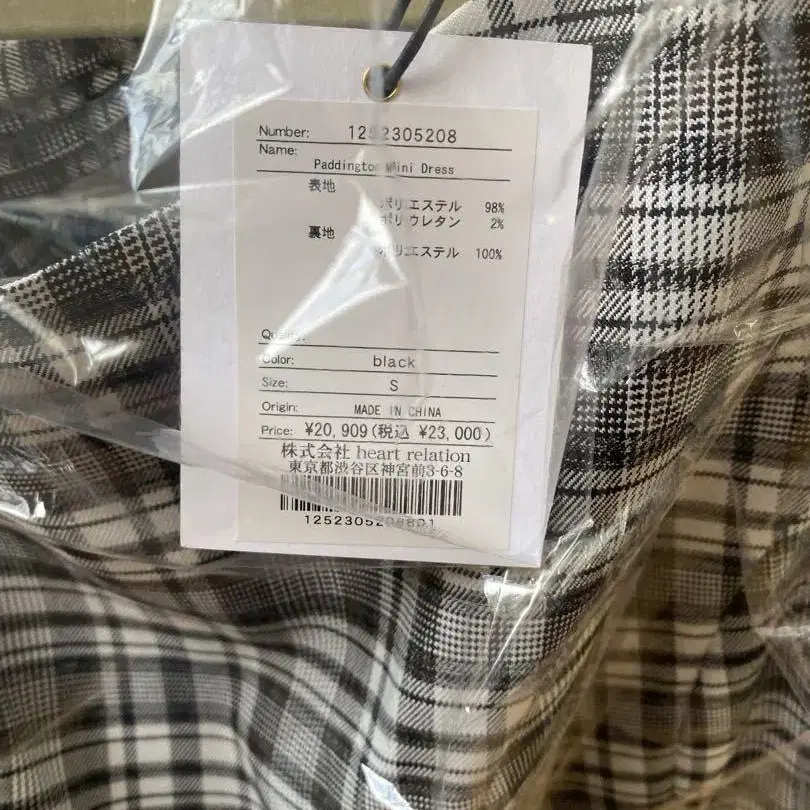 Number: 1252305208
Name:
Paddington Mini Dress
表地
ポリエステル 98%
ポリウレタン 2%
裏地
ポリエステル 100%
Quality:
Color: black
Size: S
Origin: MADE IN CHINA
Price: ¥20,909(税込 ¥23,000)
株式会社 heart relation
東京都渋谷区神宮前3-6-8
1252305208801